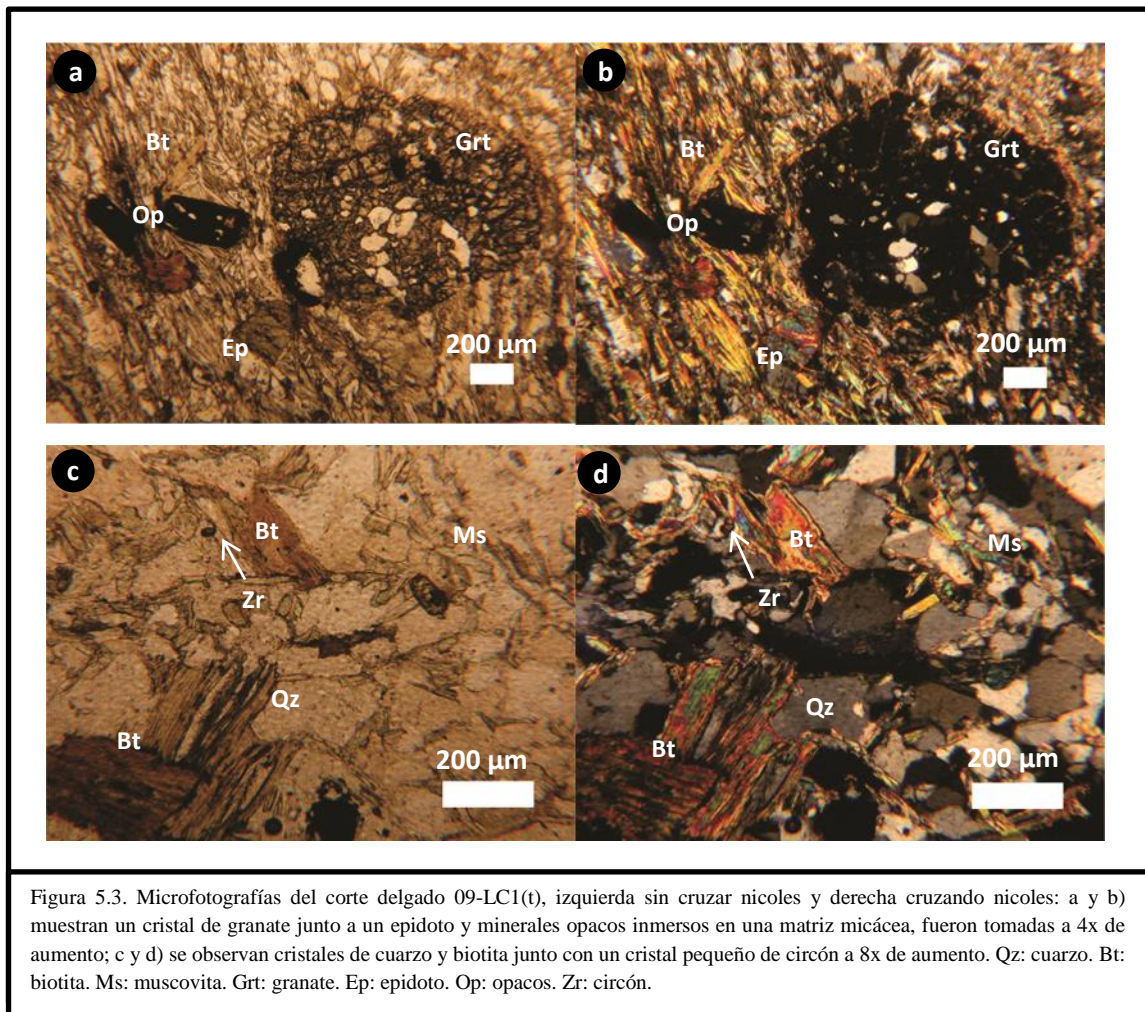 a
Bt
Grt
Op
Ep
200 µm
b
Bt
Grt
Op
Ep
200 µm
c
Bt
Ms
Zr
Qz
Bt
200 µm
d
Bt
Ms
Zr
Qz
Bt
200 µm
Figura 5.3. Microfotografías del corte delgado 09-LC1(t), izquierda sin cruzar nicoles y derecha cruzando nicoles: a y b)
muestran un cristal de granate junto a un epidoto y minerales opacos inmersos en una matriz micácea, fueron tomadas a 4x de
aumento; c y d) se observan cristales de cuarzo y biotita junto con un cristal pequeño de circón a 8x de aumento. Qz: cuarzo. Bt:
biotita. Ms: muscovita. Grt: granate. Ep: epidoto. Op: opacos. Zr: circón.